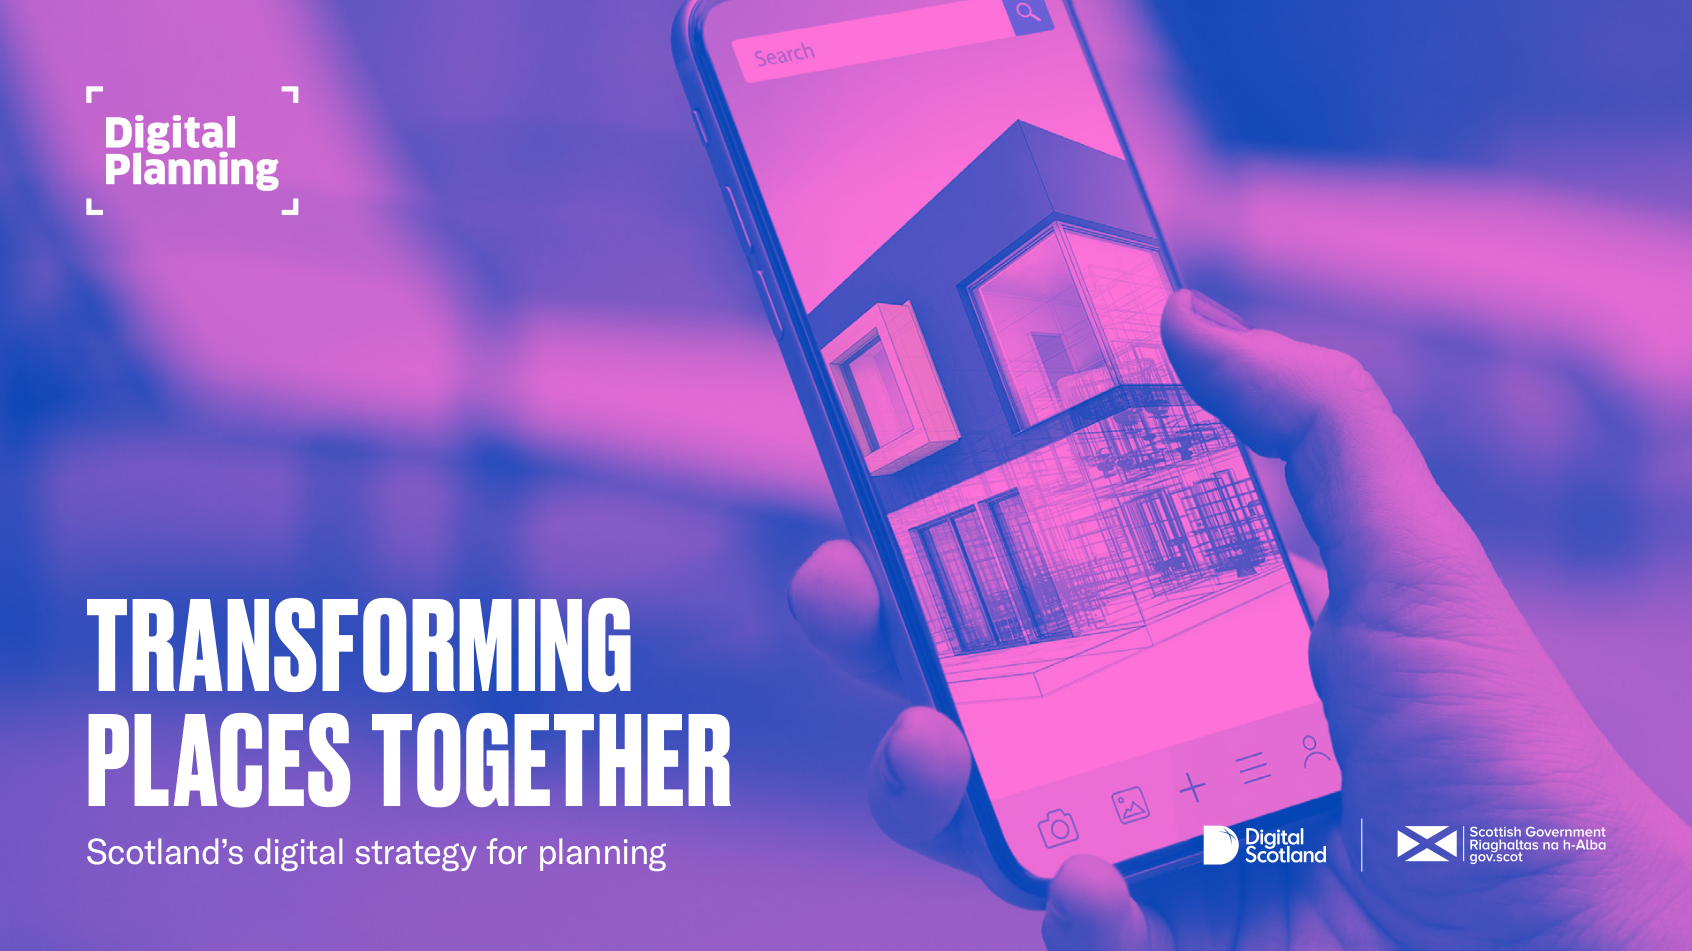 Search
Digital
Planning
TRANSFORMING
PLACES TOGETHER
Scotland’s digital strategy for planning
Digital
Scotland
Scottish Government
Riaghaltas na h-Alba
gov.scot